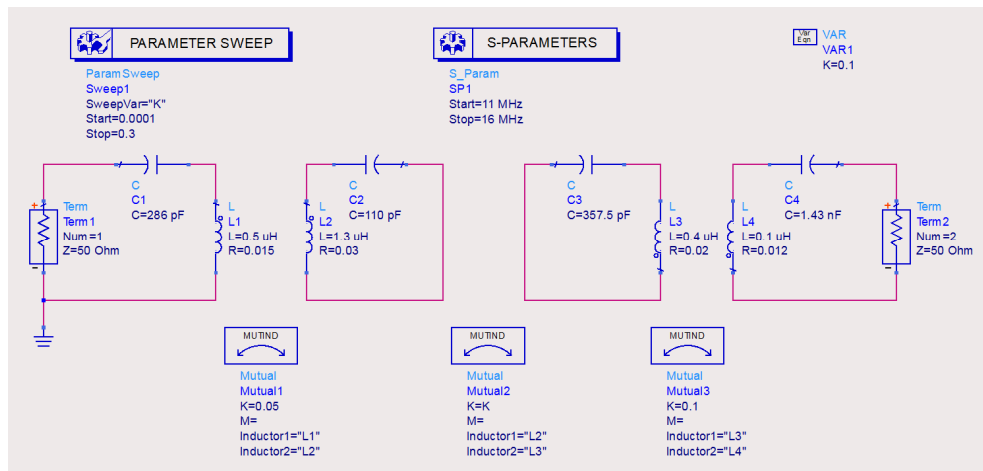 PARAMETER SWEEP
ParamSweep
Sweep1
SweepVar="K"
Start=0.0001
Stop=0.3
S-PARAMETERS
S_Param
SP1
Start=11 MHz
Stop=16 MHz
Var
Eqn
VAR
VAR1
K=0.1
+
Term
Term1
Num=1
Z=50 Ohm
-
C
C1
C=286 pF
L
L1
L=0.5 uH
R=0.015
L
L2
L=1.3 uH
R=0.03
C
C2
C=110 pF
C
C3
C=357.5 pF
L
L3
L=0.4 uH
R=0.02
L
L4
L=0.1 uH
R=0.012
C
C4
C=1.43 nF
+
Term
Term2
Num=2
Z=50 Ohm
-
MUTIND
Mutual
Mutual1
K=0.05
M=
Inductor1="L1"
Inductor2="L2"
MUTIND
Mutual
Mutual2
K=K
M=
Inductor1="L2"
Inductor2="L3"
MUTIND
Mutual
Mutual3
K=0.1
M=
Inductor1="L3"
Inductor2="L4"